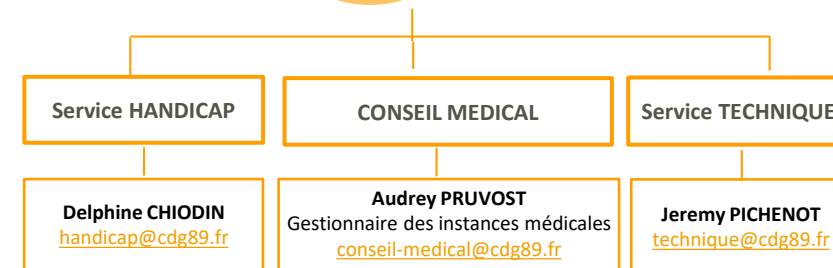 Service HANDICAP
CONSEIL MEDICAL
Service TECHNIQUE
Delphine CHIODIN
handicap@cdg89.fr
Audrey PRUVOST
Gestionnaire des instances médicales
conseil-medical@cdg89.fr
Jeremy PICHENOT
technique@cdg89.fr